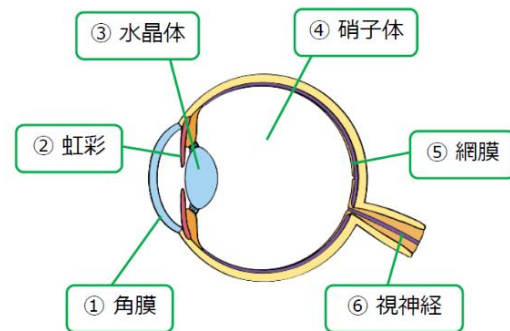 ③ 水晶体
④ 硝子体
② 虹彩
⑤ 網膜
① 角膜
⑥ 視神経